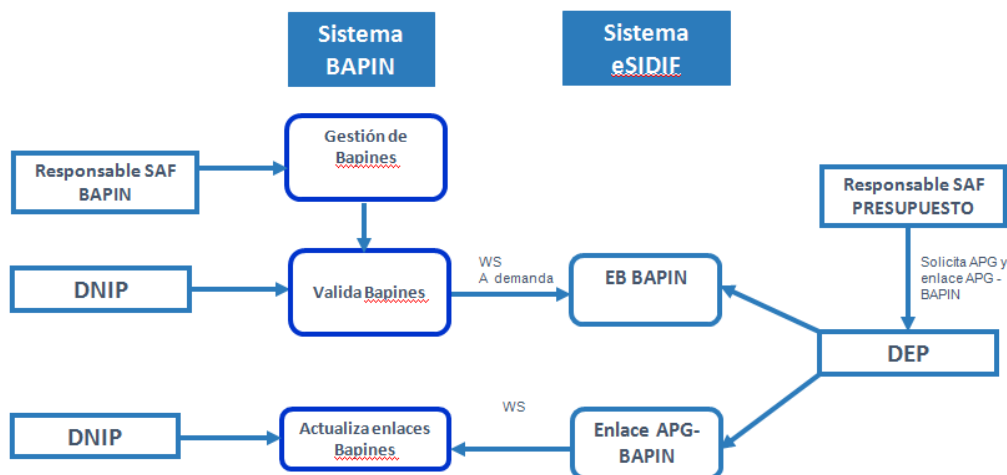 Sistema
BAPIN
Sistema
eSIDIF
Gestión de
Bapines
Responsable SAF
BAPIN
Responsable SAF
PRESUPUESTO
DNIP
Valida Bapines
WS
A demanda
EB BAPIN
Solicita APG y
enlace APG -
BAPIN
DEP
DNIP
Actualiza enlaces
Bapines
WS
Enlace APG-
BAPIN